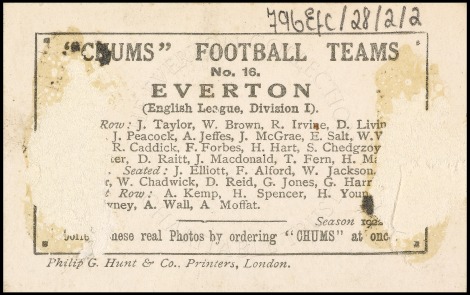 796EFC/28/2/2
"CHUMS" FOOTBALL TEAMS
No. 16.
EVERTON
(English League, Division I).
Row: J. Taylor, W. Brown, R. Irvine, D. Livin
J. Peacock, A. Jeffes, J. McGrae, E. Salt, W. W
R. Caddick, F. Forbes, H. Hart, S. Chedgzoy
er, D. Raitt, J. Macdonald, T. Fern, H. M
Seated: J. Elliott, F. Alford, W. Jackson
r, W. Chadwick, D. Reid, G. Jones, G. Harr
t Row: A. Kemp, H. Spencer, H. Youn
wney, A. Wall, A. Moffat.
Season 192
hese real Photos by ordering "CHUMS" at onc
Philip G. Hunt & Co., Printers, London.